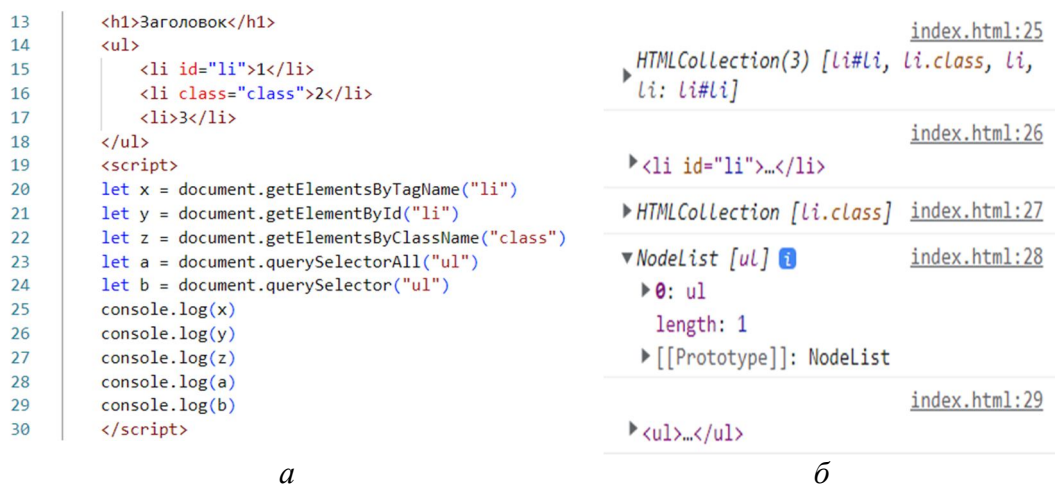 13 <h1>Заголовок</h1>
14 <ul>
15 <li id="li">1</li>
16 <li class="class">2</li>
17 <li>3</li>
18 </ul>
19 <script>
20 let x = document.getElementsByTagName("li")
21 let y = document.getElementById("li")
22 let z = document.getElementsByClassName("class")
23 let a = document.querySelectorAll("ul")
24 let b = document.querySelector("ul")
25 console.log(x)
26 console.log(y)
27 console.log(z)
28 console.log(a)
29 console.log(b)
30 </script>
а
index.html:25
HTMLCollection(3) [li#li, li.class, li,
li: li#li]
index.html:26
<li id="li">…</li>
HTMLCollection [li.class] index.html:27
NodeList [ul] i index.html:28
0: ul
length: 1
[[Prototype]]: NodeList
index.html:29
<ul>…</ul>
б